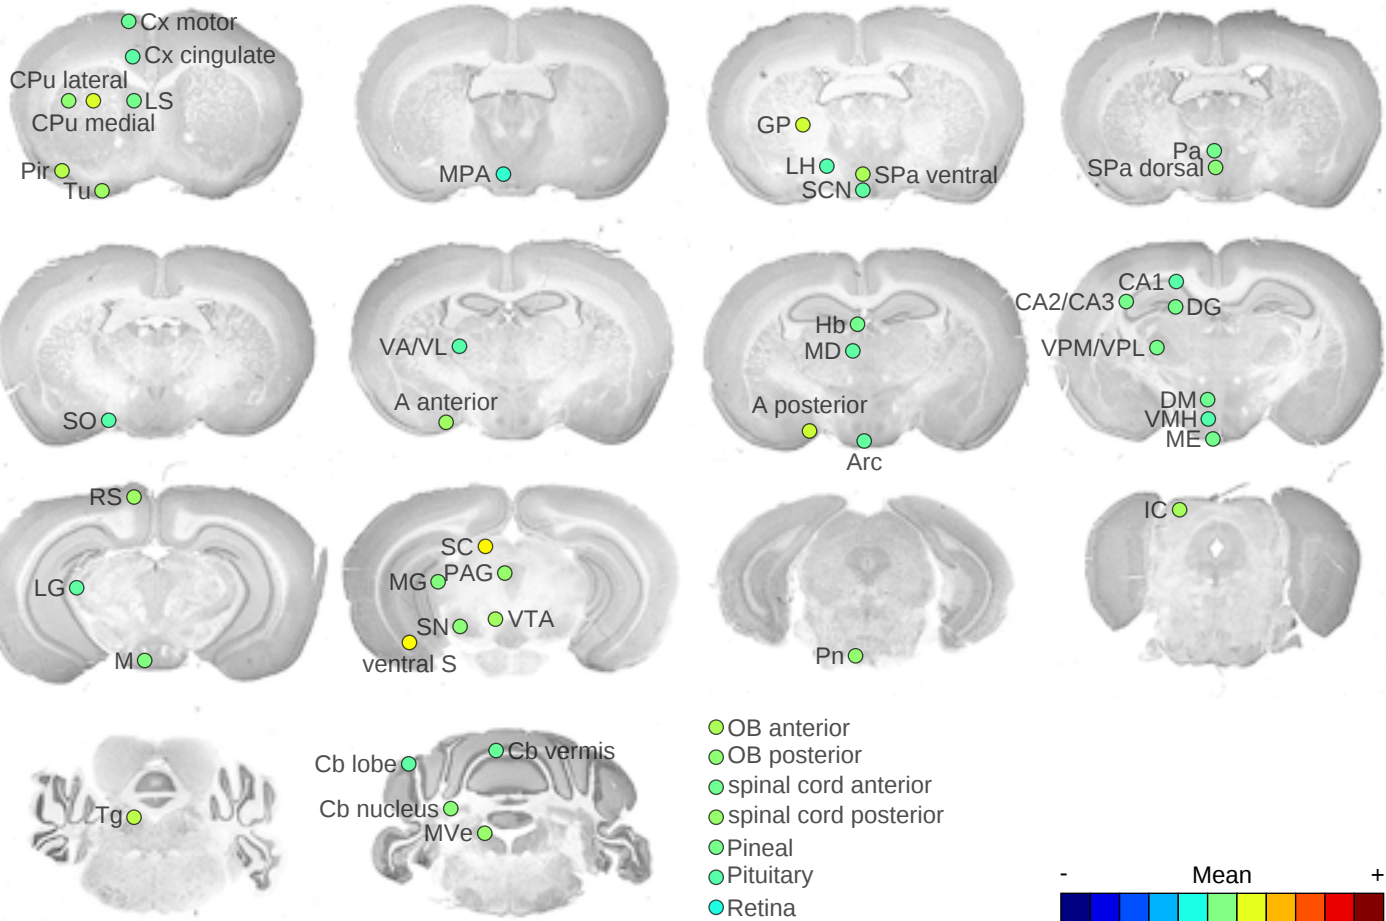 Cx motor
Cx cingulate
CPu lateral
LS
CPu medial
Pir
Tu
MPA
GP
LH
SPa ventral
SCN
Pa
SPa dorsal
SO
VA/VL
A anterior
Hb
MD
A posterior
Arc
CA1
CA2/CA3
DG
VPM/VPL
DM
VMH
ME
RS
LG
M
SC
PAG
MG
VTA
SN
ventral S
Pn
IC
Tg
Cb vermis
Cb lobe
Cb nucleus
MVe
OB anterior
OB posterior
spinal cord anterior
spinal cord posterior
Pineal
Pituitary
Retina
- Mean +